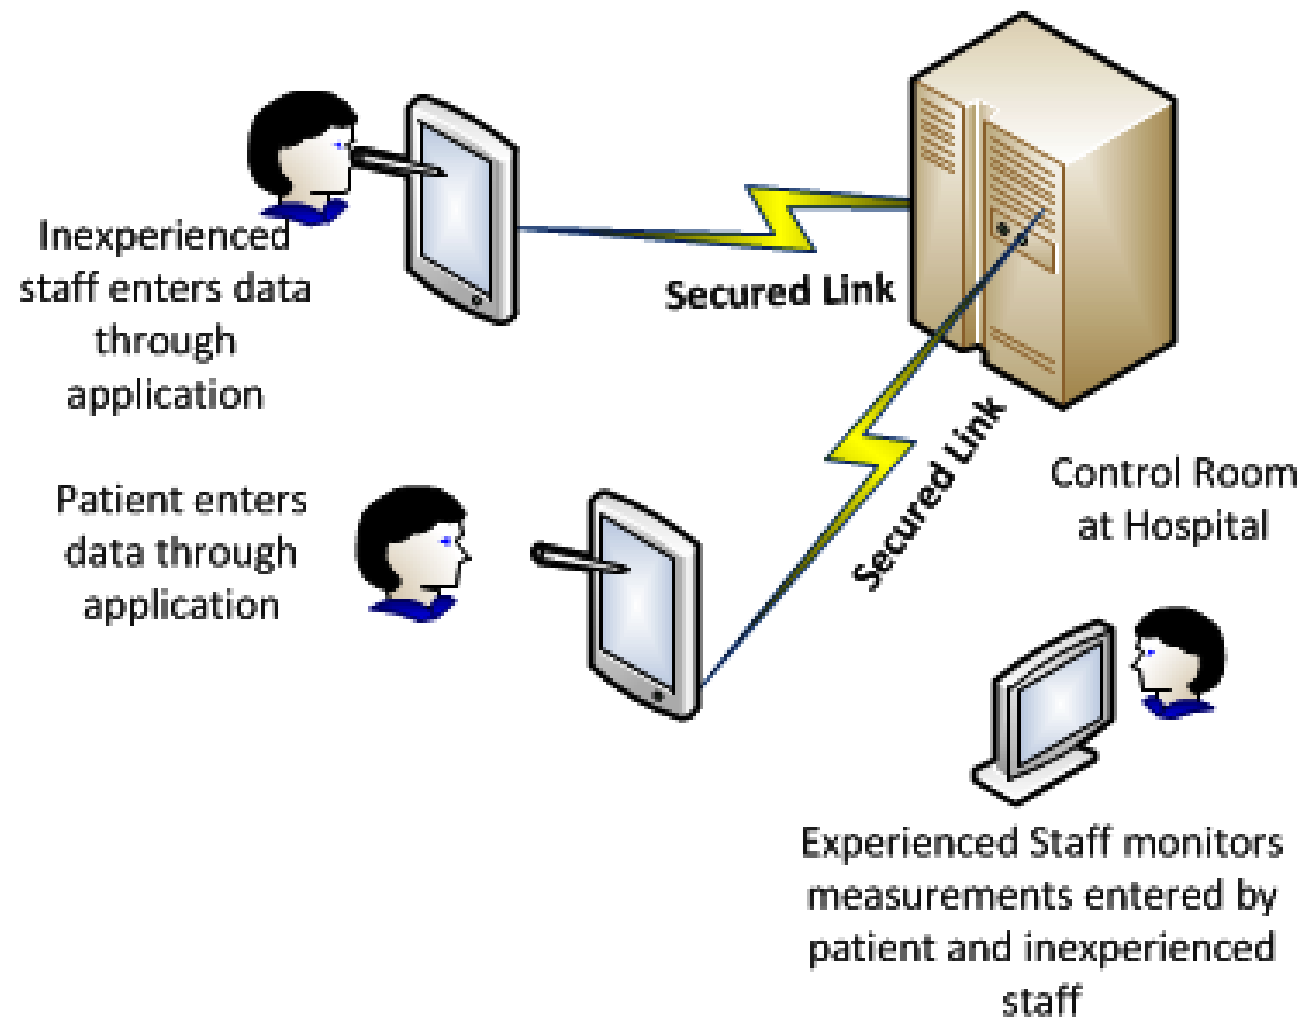 Inexperienced
staff enters data
through
application
Secured Link
Patient enters
data through
application
Secured Link
Control Room
at Hospital
Experienced Staff monitors
measurements entered by
patient and inexperienced
staff